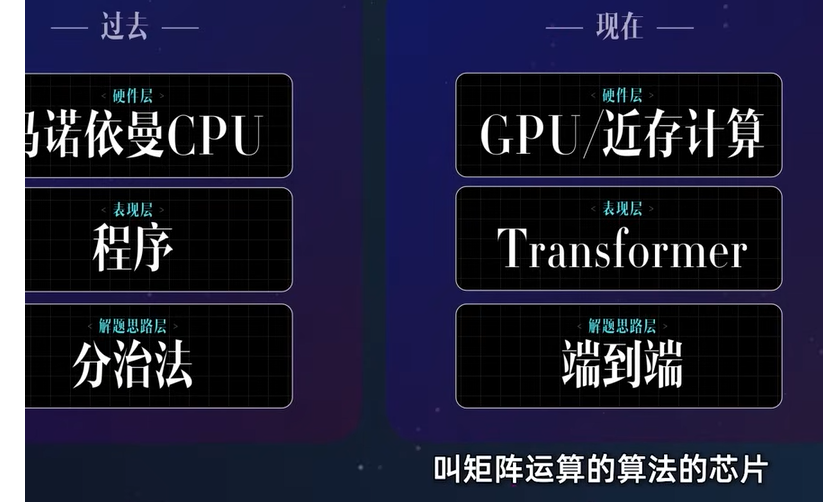 过去
硬件层
诺依曼CPU
表现层
程序
解题思路层
分治法
现在
硬件层
GPU/近存计算
表现层
Transformer
解题思路层
端到端
叫矩阵运算的算法的芯片